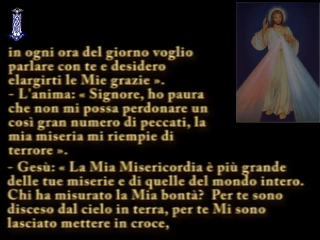 in ogni ora del giorno voglio
parlare con te e desidero
elargirti le Mie grazie ».
- L'anima: « Signore, ho paura
che non mi possa perdonare un
così gran numero di peccati, la
mia miseria mi riempie di
terrore ».
- Gesù: « La Mia Misericordia è più grande
delle tue miserie e di quelle del mondo intero.
Chi ha misurato la Mia bontà? Per te sono
disceso dal cielo in terra, per te Mi sono
lasciato mettere in croce,